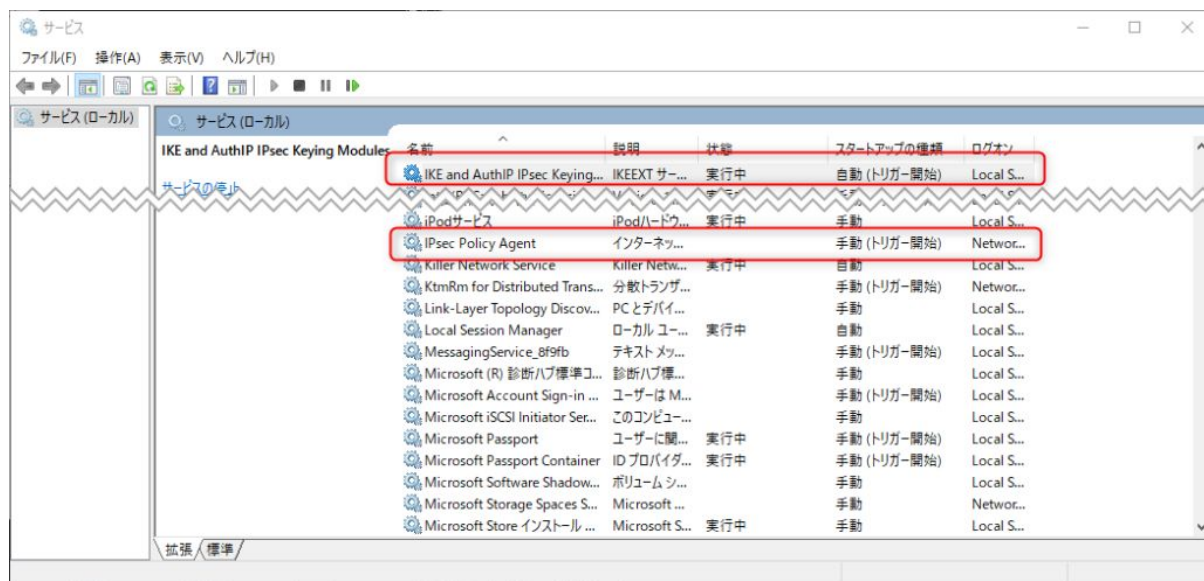 サービス
ファイル(F) 操作(A) 表示(V) ヘルプ(H)
サービス (ローカル)
サービス (ローカル)
IKE and AuthIP IPsec Keying Modules
サービスの停止
名前 説明 状態 スタートアップの種類 ログオン
IKE and AuthIP IPsec Keying... IKEEXT サー... 実行中 自動 (トリガー開始) Local S...
iPodサービス iPodハードウ... 実行中 手動 Local S...
IPsec Policy Agent インターネッ... 手動 (トリガー開始) Networ...
Killer Network Service Killer Netw... 実行中 自動 Local S...
KtmRm for Distributed Trans... 分散トランザ... 手動 (トリガー開始) Networ...
Link-Layer Topology Discov... PC とデバイ... 手動 Local S...
Local Session Manager ローカル ユー... 実行中 自動 Local S...
MessagingService_8f9fb テキスト メッ... 手動 (トリガー開始) Local S...
Microsoft (R) 診断ハブ標準コ... 診断ハブ標... 手動 Local S...
Microsoft Account Sign-in ... ユーザーは M... 手動 (トリガー開始) Local S...
Microsoft iSCSI Initiator Ser... このコンピュー... 手動 Local S...
Microsoft Passport ユーザーに関... 実行中 手動 (トリガー開始) Local S...
Microsoft Passport Container ID プロバイダ... 実行中 手動 (トリガー開始) Local S...
Microsoft Software Shadow... ボリューム シ... 手動 Local S...
Microsoft Storage Spaces S... Microsoft ... 手動 Networ...
Microsoft Store インストール ... Microsoft S... 実行中 手動 Local S...
拡張 標準